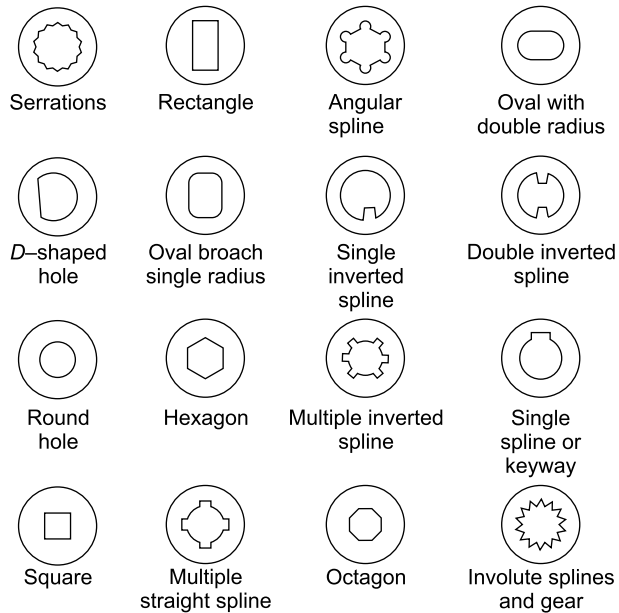 Serrations
Rectangle
Angular
spline
Oval with
double radius
D–shaped
hole
Oval broach
single radius
Single
inverted
spline
Double inverted
spline
Round
hole
Hexagon
Multiple inverted
spline
Single
spline or
keyway
Square
Multiple
straight spline
Octagon
Involute splines
and gear